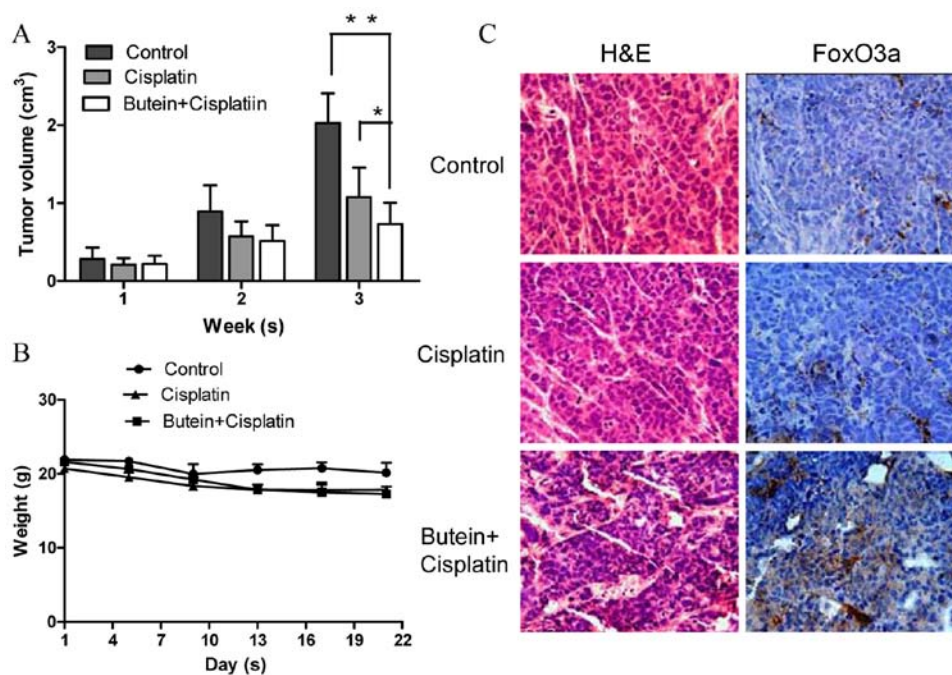 A
* *
Control
Cisplatin
Butein+Cisplatiin
*
Tumor volume (cm3)
3
2
1
0
1 2 3
Week (s)
B
Control
Cisplatin
Butein+Cisplatin
Weight (g)
30
20
10
0
1 4 7 10 13 16 19 22
Day (s)
C
H&E FoxO3a
Control
Cisplatin
Butein+
Cisplatin